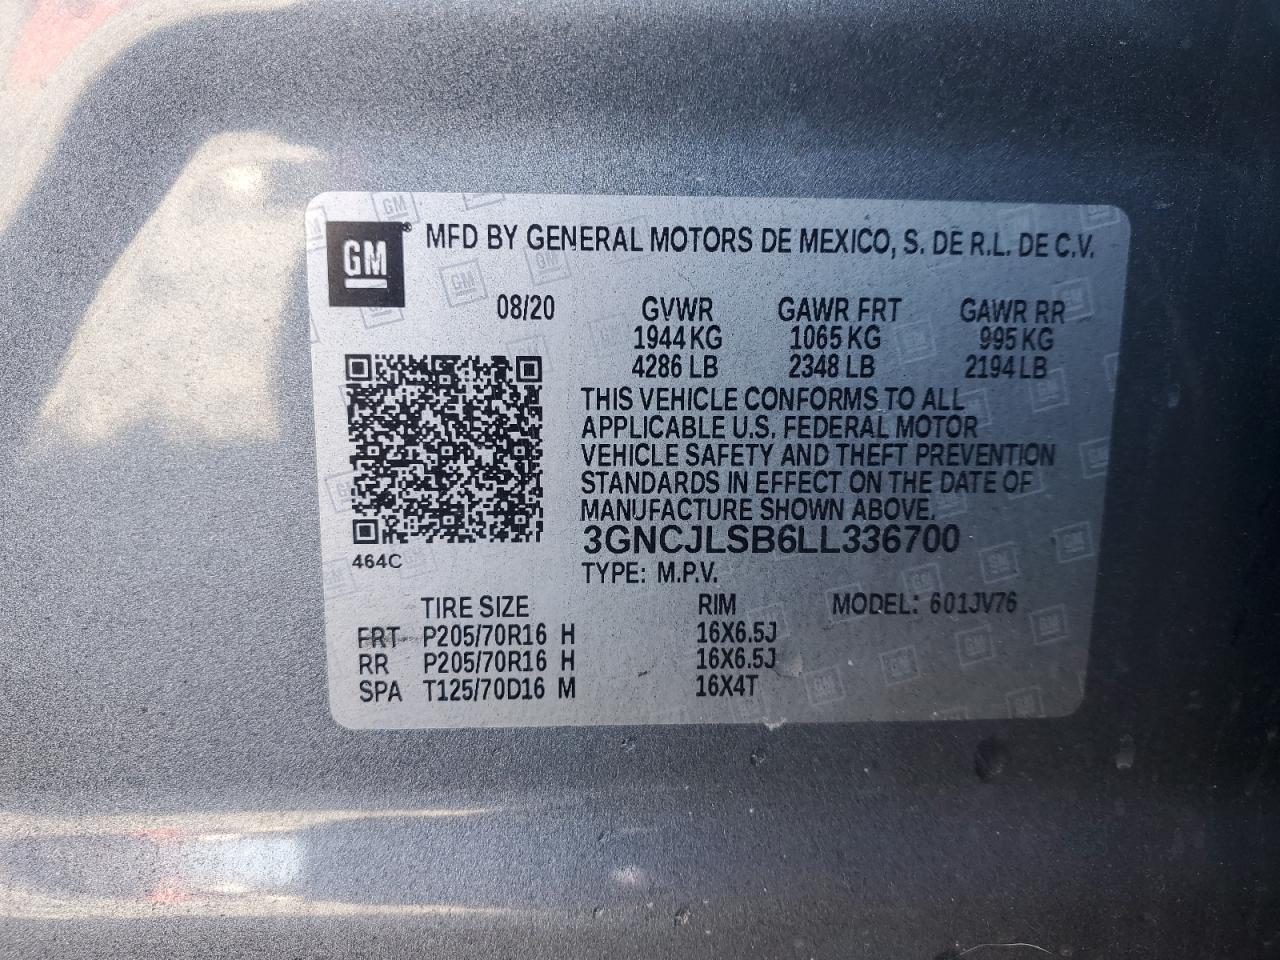 GM
MFD BY GENERAL MOTORS DE MEXICO, S. DE R.L. DE C.V.
08/20 GVWR GAWR FRT GAWR RR
1944 KG 1065 KG 995 KG
4286 LB 2348 LB 2194 LB
THIS VEHICLE CONFORMS TO ALL
APPLICABLE U.S. FEDERAL MOTOR
VEHICLE SAFETY AND THEFT PREVENTION
STANDARDS IN EFFECT ON THE DATE OF
MANUFACTURE SHOWN ABOVE.
3GNCJLSB6LL336700
464C
TYPE: M.P.V.
TIRE SIZE RIM MODEL: 601JV76
FRT P205/70R16 H 16X6.5J
RR P205/70R16 H 16X6.5J
SPA T125/70D16 M 16X4T